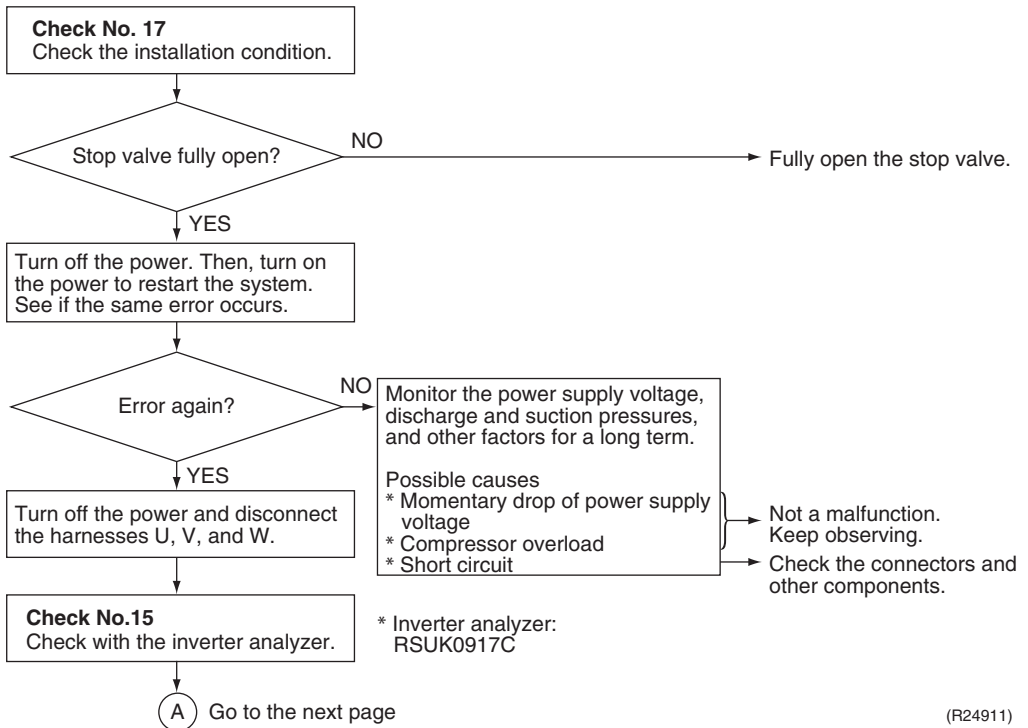 Check No. 17
Check the installation condition.
Stop valve fully open?
NO
Fully open the stop valve.
YES
Turn off the power. Then, turn on
the power to restart the system.
See if the same error occurs.
Error again?
NO
Monitor the power supply voltage,
discharge and suction pressures,
and other factors for a long term.
Possible causes
* Momentary drop of power supply
voltage
* Compressor overload
* Short circuit
Not a malfunction.
Keep observing.
Check the connectors and
other components.
YES
Turn off the power and disconnect
the harnesses U, V, and W.
Check No.15
Check with the inverter analyzer.
* Inverter analyzer:
RSUK0917C
A Go to the next page
(R24911)